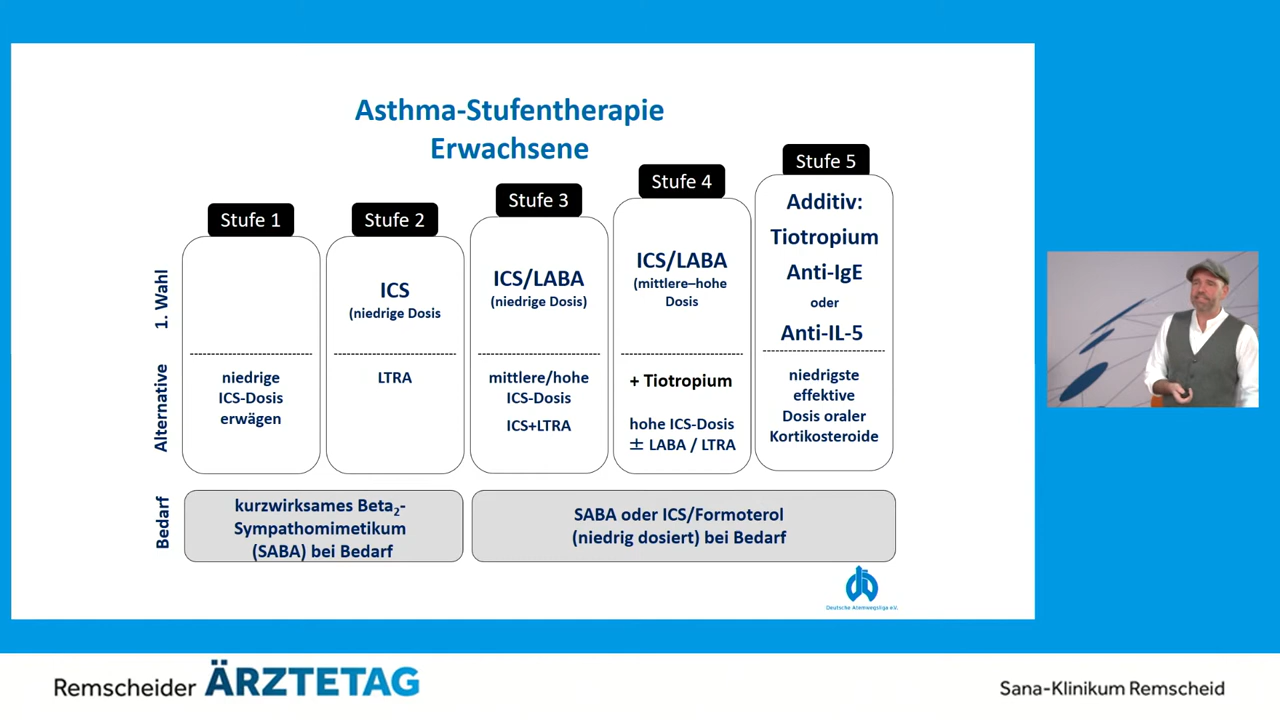 Asthma-Stufentherapie
Erwachsene
Stufe 1
Stufe 2
Stufe 3
Stufe 4
Stufe 5
1. Wahl
ICS
(niedrige Dosis
ICS/LABA
(niedrige Dosis)
ICS/LABA
(mittlere–hohe
Dosis
Additiv:
Tiotropium
Anti-IgE
oder
Anti-IL-5
Alternative
niedrige
ICS-Dosis
erwägen
LTRA
mittlere/hohe
ICS-Dosis
ICS+LTRA
+ Tiotropium
hohe ICS-Dosis
± LABA / LTRA
niedrigste
effektive
Dosis oraler
Kortikosteroide
Bedarf
kurzwirksames Beta₂-
Sympathomimetikum
(SABA) bei Bedarf
SABA oder ICS/Formoterol
(niedrig dosiert) bei Bedarf
Deutsche Atemwegsliga e.V.
Remscheider ÄRZTETAG
Sana-Klinikum Remscheid